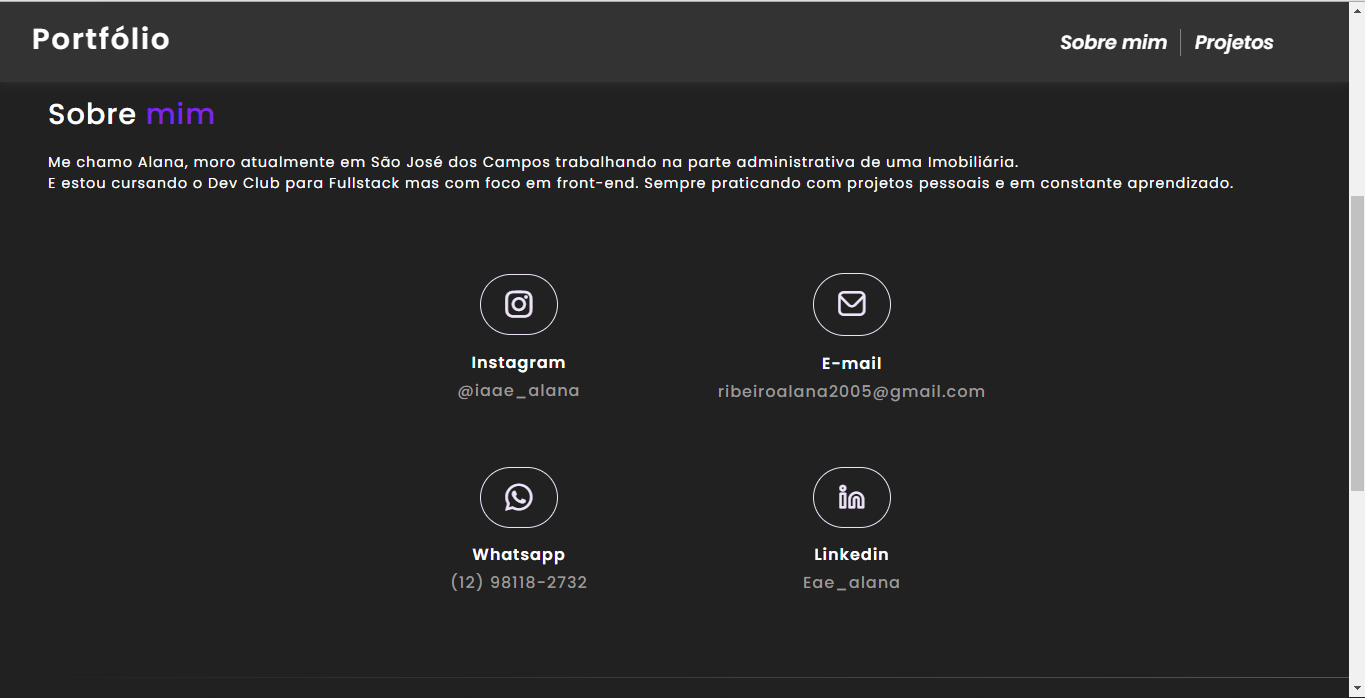 Portfólio
Sobre mim
Projetos
Sobre mim
Me chamo Alana, moro atualmente em São José dos Campos trabalhando na parte administrativa de uma Imobiliária.
E estou cursando o Dev Club para Fullstack mas com foco em front-end. Sempre praticando com projetos pessoais e em constante aprendizado.
Instagram
@iaae_alana
E-mail
ribeiroalana2005@gmail.com
Whatsapp
(12) 98118-2732
Linkedin
Eae_alana